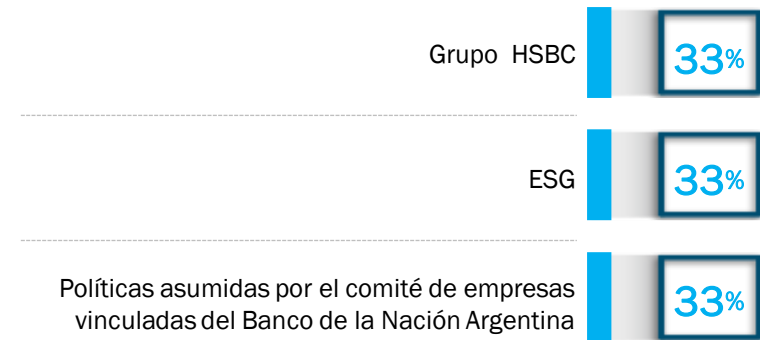 Grupo HSBC
33%
ESG
33%
Políticas asumidas por el comité de empresas
vinculadas del Banco de la Nación Argentina
33%